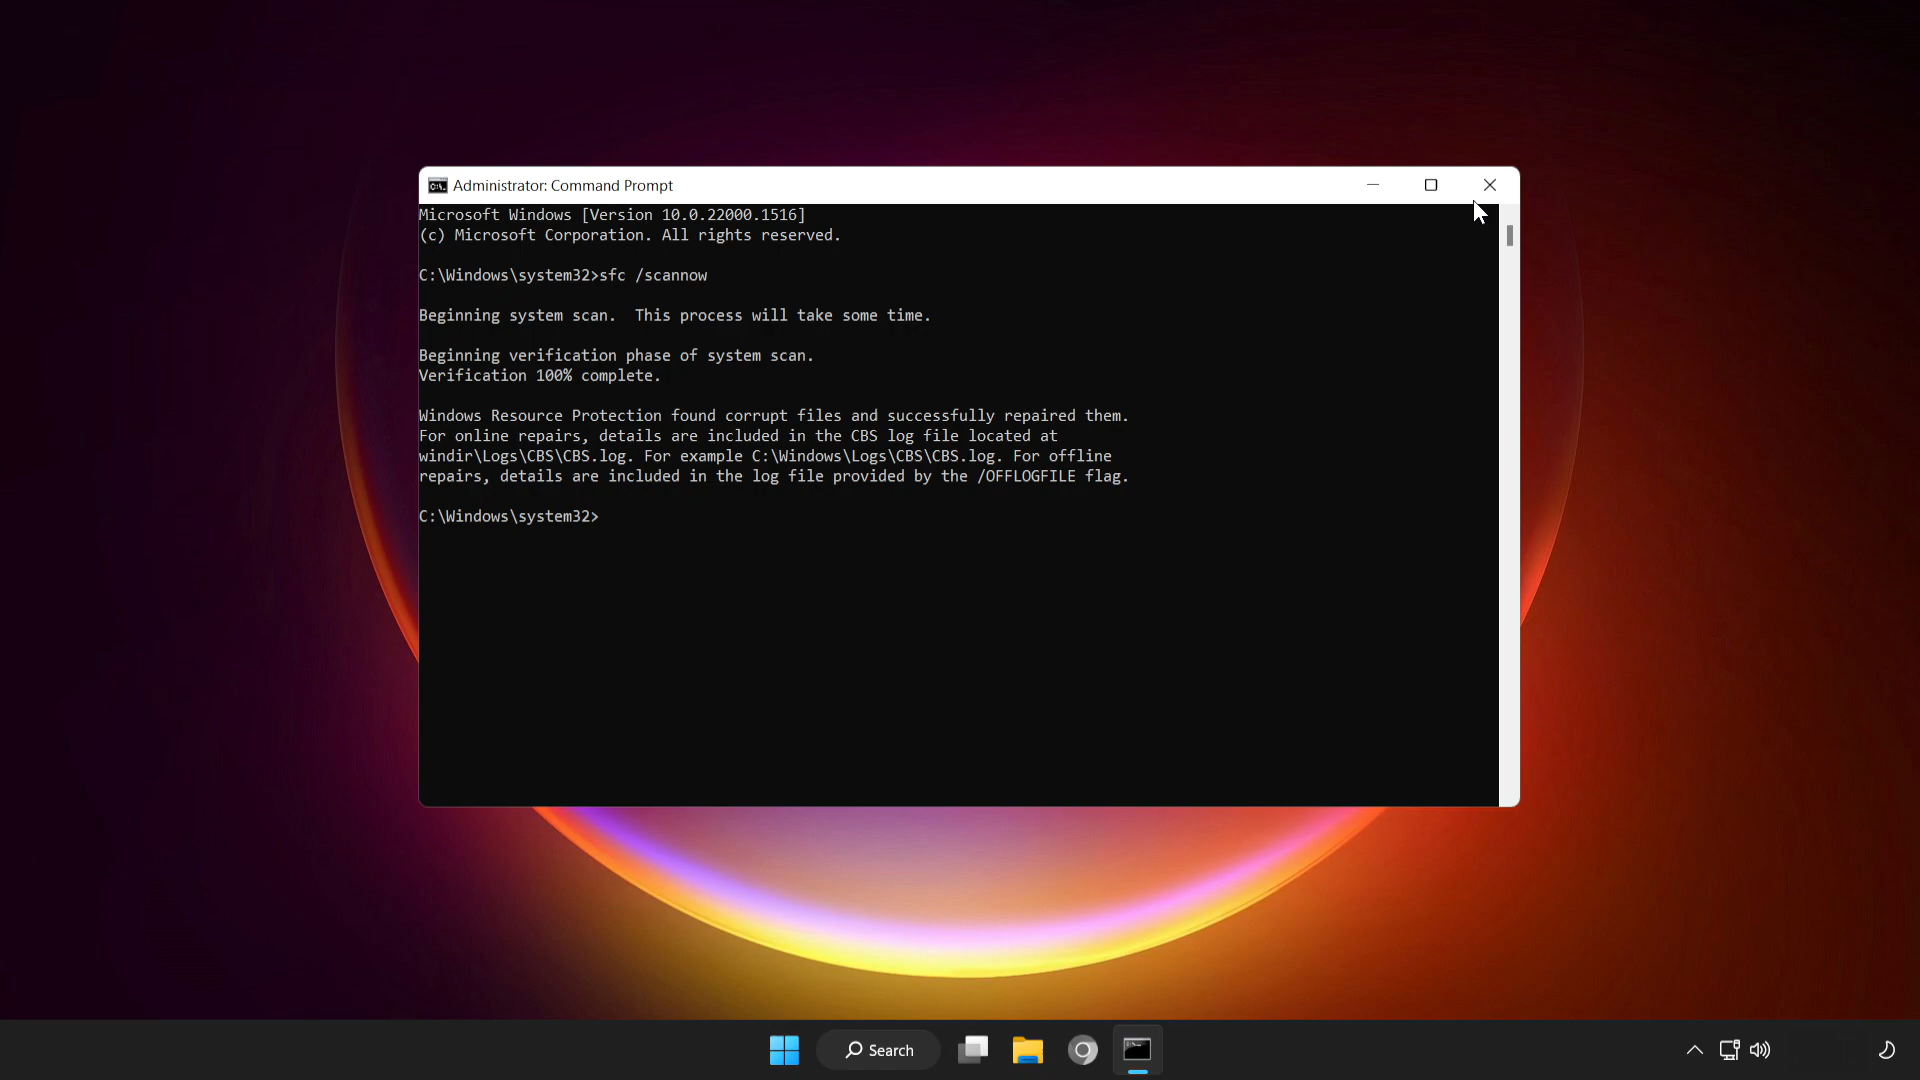 Administrator: Command Prompt
Microsoft Windows [Version 10.0.22000.1516]
(c) Microsoft Corporation. All rights reserved.
C:\Windows\system32>sfc /scannow
Beginning system scan.  This process will take some time.
Beginning verification phase of system scan.
Verification 100% complete.
Windows Resource Protection found corrupt files and successfully repaired them.
For online repairs, details are included in the CBS log file located at
windir\Logs\CBS\CBS.log. For example C:\Windows\Logs\CBS\CBS.log. For offline
repairs, details are included in the log file provided by the /OFFLOGFILE flag.
C:\Windows\system32>
Search